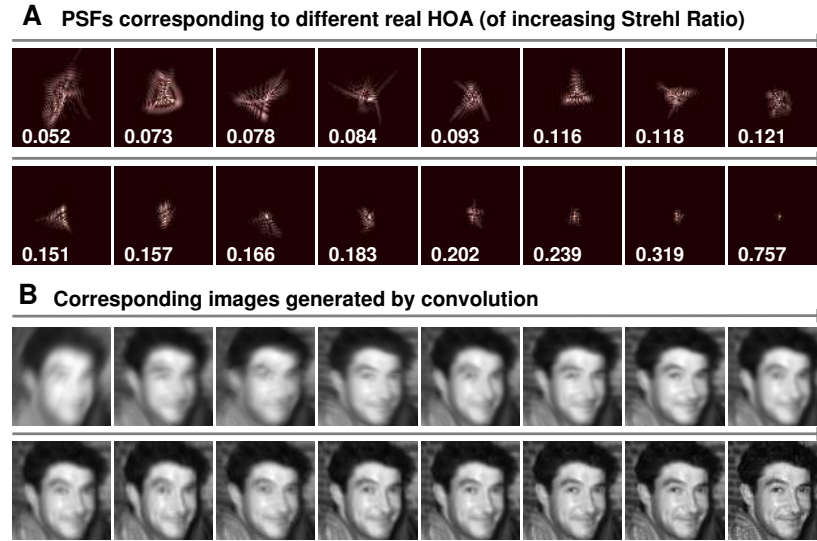 A PSFs corresponding to different real HOA (of increasing Strehl Ratio)
0.052 0.073 0.078 0.084 0.093 0.116 0.118 0.121
0.151 0.157 0.166 0.183 0.202 0.239 0.319 0.757
B Corresponding images generated by convolution